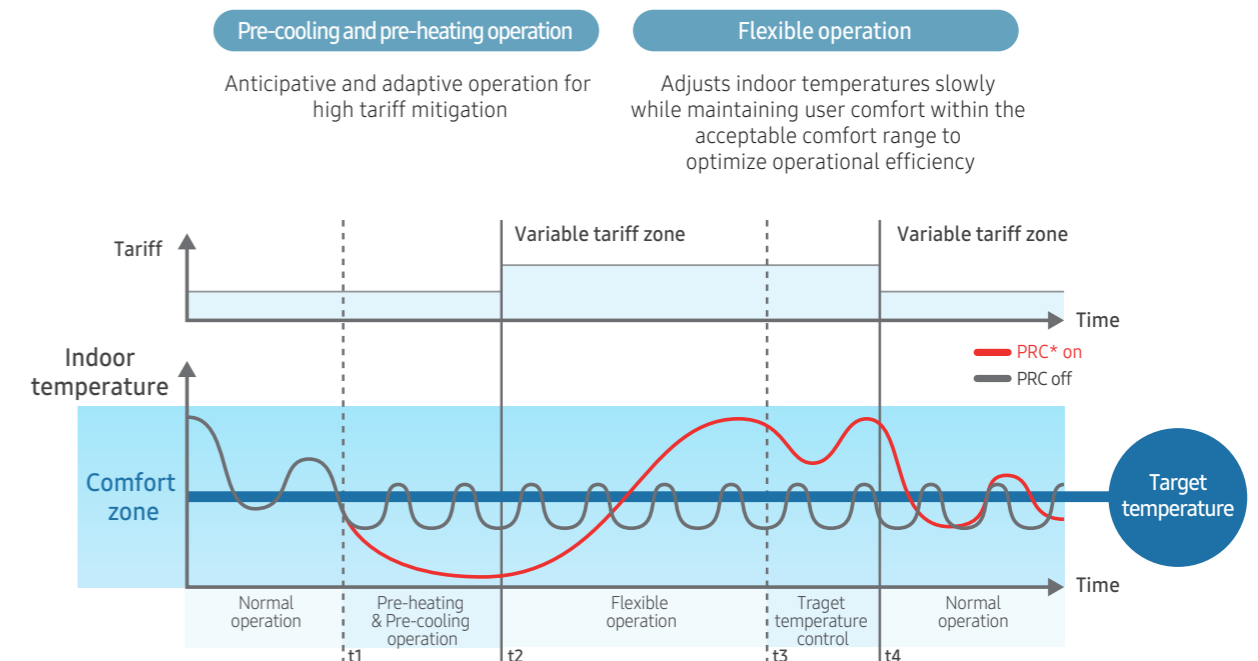 Pre-cooling and pre-heating operation
Flexible operation
Anticipative and adaptive operation for
high tariff mitigation
Adjusts indoor temperatures slowly
while maintaining user comfort within the
acceptable comfort range to
optimize operational efficiency
Tariff
Variable tariff zone
Variable tariff zone
Time
Indoor
temperature
PRC* on
PRC off
Comfort
zone
Target
temperature
Time
Normal
operation
Pre-heating
& Pre-cooling
operation
Flexible
operation
Traget
temperature
control
Normal
operation
t1
t2
t3
t4